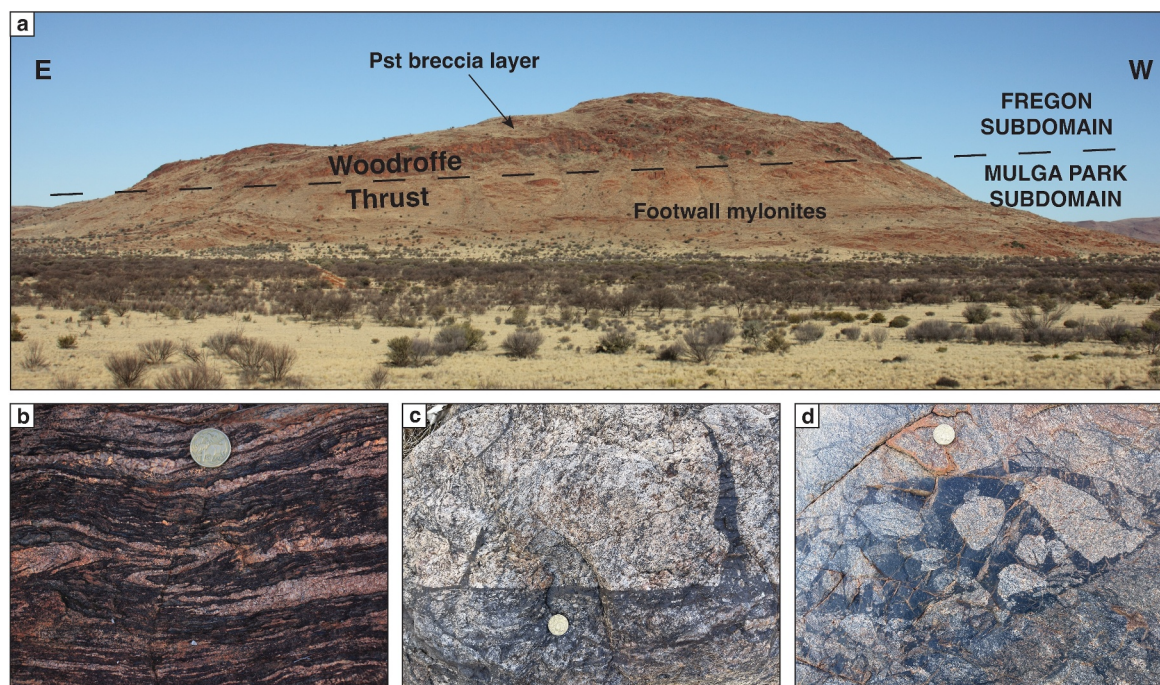 a
E
W
Pst breccia layer
FREGON
SUBDOMAIN
Woodroffe
Thrust
MULGA PARK
SUBDOMAIN
Footwall mylonites
b
c
d